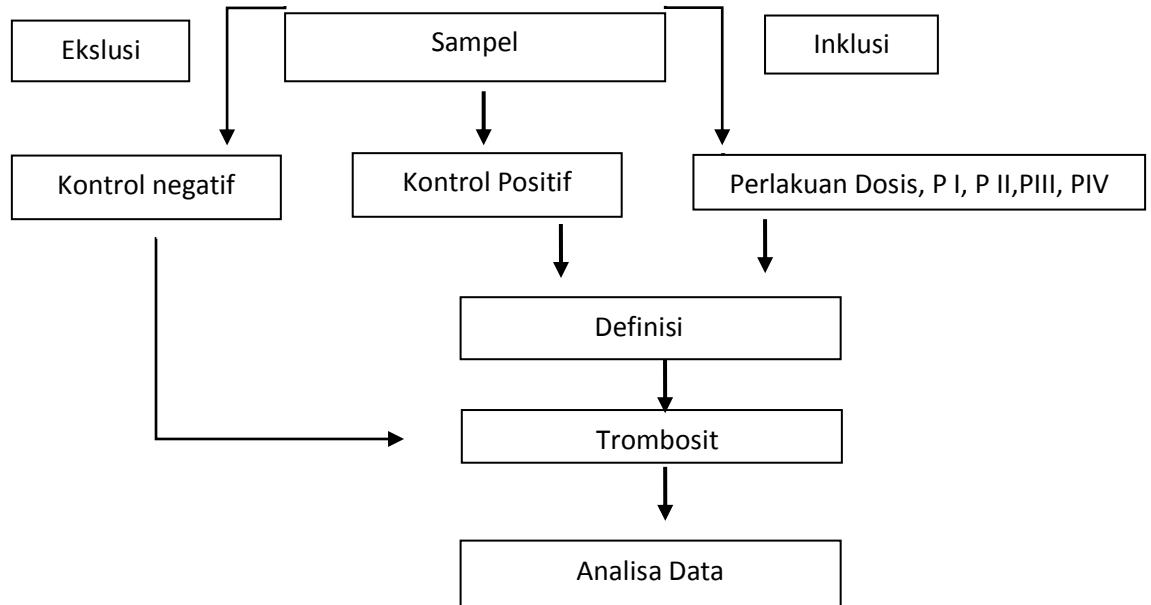 Ekslusi
Sampel
Inklusi
Kontrol negatif
Kontrol Positif
Perlakuan Dosis, P I, P II,PIII, PIV
Definisi
Trombosit
Analisa Data